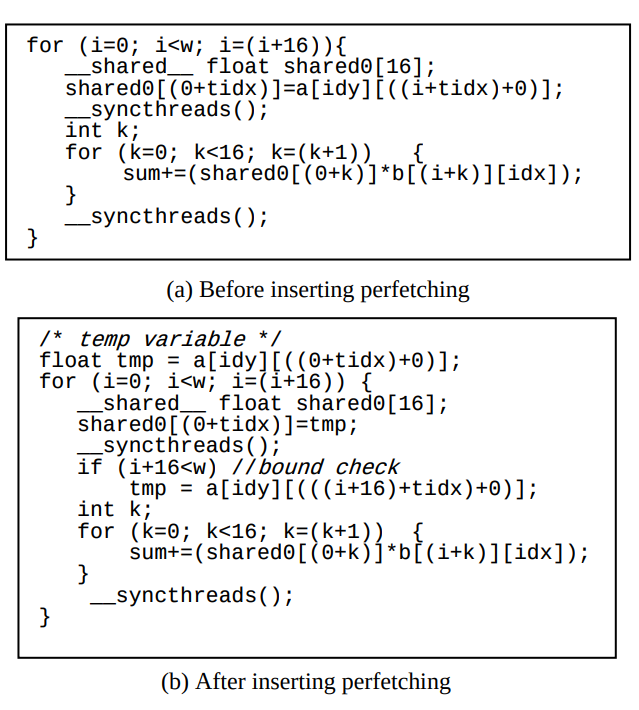 for (i=0; i<w; i=(i+16)){
__shared__ float shared0[16];
shared0[(0+tidx)]=a[idy][((i+tidx)+0)];
__syncthreads();
int k;
for (k=0; k<16; k=(k+1)) {
sum+=(shared0[(0+k)]*b[(i+k)][idx]);
}
__syncthreads();
}
(a) Before inserting perfetching
/* temp variable */
float tmp = a[idy][((0+tidx)+0)];
for (i=0; i<w; i=(i+16)) {
__shared__ float shared0[16];
shared0[(0+tidx)]=tmp;
__syncthreads();
if (i+16<w) //bound check
tmp = a[idy][(((i+16)+tidx)+0)];
int k;
for (k=0; k<16; k=(k+1)) {
sum+=(shared0[(0+k)]*b[(i+k)][idx]);
}
__syncthreads();
}
(b) After inserting perfetching